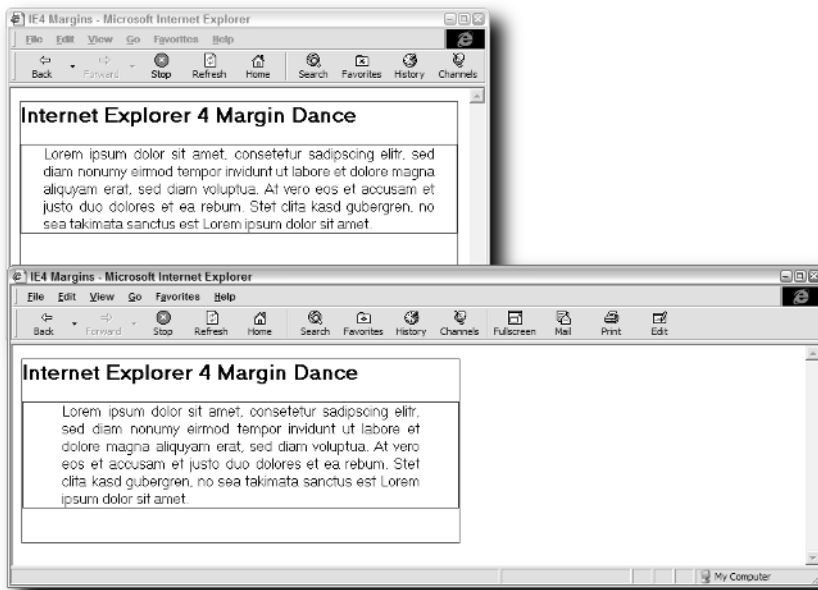 IE4 Margins - Microsoft Internet Explorer
File Edit View Go Favorites Help
Back Forward Stop Refresh Home Search Favorites History Channels
Internet Explorer 4 Margin Dance
Lorem ipsum dolor sit amet, consetetur sadipscing elitr, sed
diam nonumy eirmod tempor invidunt ut labore et dolore magna
aliquyam erat, sed diam voluptua. At vero eos et accusam et
justo duo dolores et ea rebum. Stet clita kasd gubergren, no
sea takimata sanctus est Lorem ipsum dolor sit amet.
IE4 Margins - Microsoft Internet Explorer
File Edit View Go Favorites Help
Back Forward Stop Refresh Home Search Favorites History Channels Fullscreen Mail Print Edit
Internet Explorer 4 Margin Dance
Lorem ipsum dolor sit amet, consetetur sadipscing elitr,
sed diam nonumy eirmod tempor invidunt ut labore et
dolore magna aliquyam erat, sed diam voluptua. At vero
eos et accusam et justo duo dolores et ea rebum. Stet
clita kasd gubergren, no sea takimata sanctus est Lorem
ipsum dolor sit amet.
My Computer